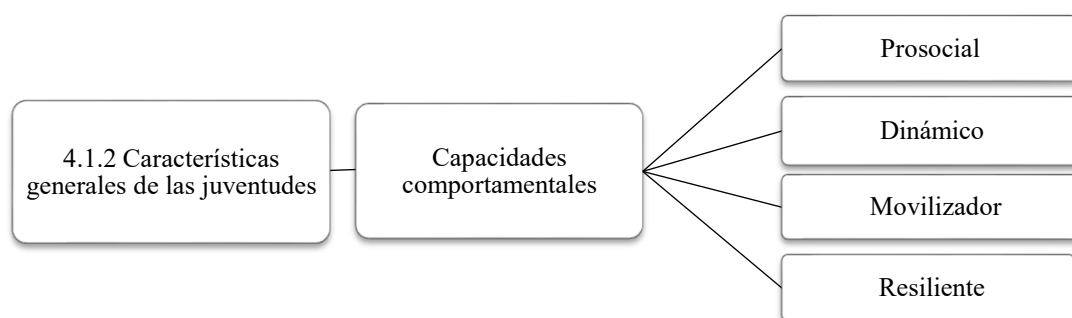 4.1.2 Características
generales de las juventudes
Capacidades
comportamentales
Prosocial
Dinámico
Movilizador
Resiliente